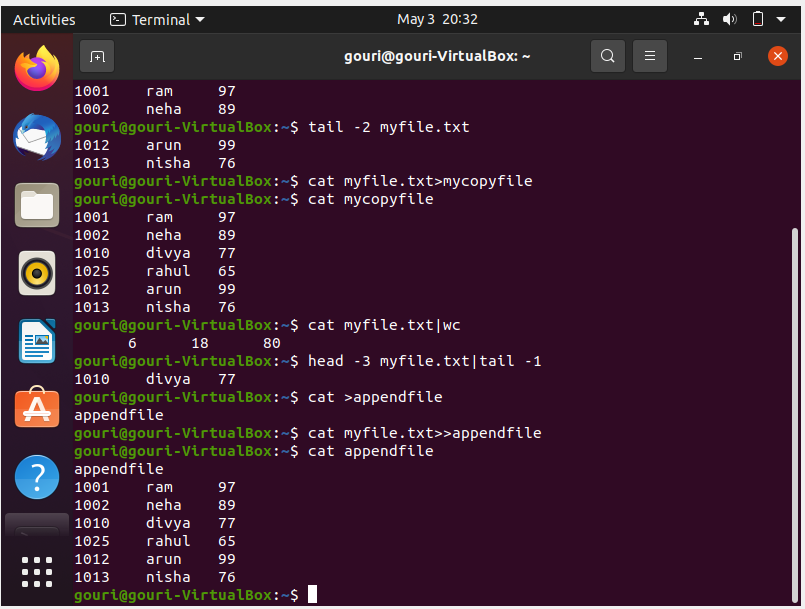 Activities Terminal May 3 20:32
gouri@gouri-VirtualBox: ~
1001    ram     97
1002    neha    89
gouri@gouri-VirtualBox:~$ tail -2 myfile.txt
1012    arun    99
1013    nisha   76
gouri@gouri-VirtualBox:~$ cat myfile.txt>mycopyfile
gouri@gouri-VirtualBox:~$ cat mycopyfile
1001    ram     97
1002    neha    89
1010    divya   77
1025    rahul   65
1012    arun    99
1013    nisha   76
gouri@gouri-VirtualBox:~$ cat myfile.txt|wc
      6      18      80
gouri@gouri-VirtualBox:~$ head -3 myfile.txt|tail -1
1010    divya   77
gouri@gouri-VirtualBox:~$ cat >appendfile
appendfile
gouri@gouri-VirtualBox:~$ cat myfile.txt>>appendfile
gouri@gouri-VirtualBox:~$ cat appendfile
appendfile
1001    ram     97
1002    neha    89
1010    divya   77
1025    rahul   65
1012    arun    99
1013    nisha   76
gouri@gouri-VirtualBox:~$